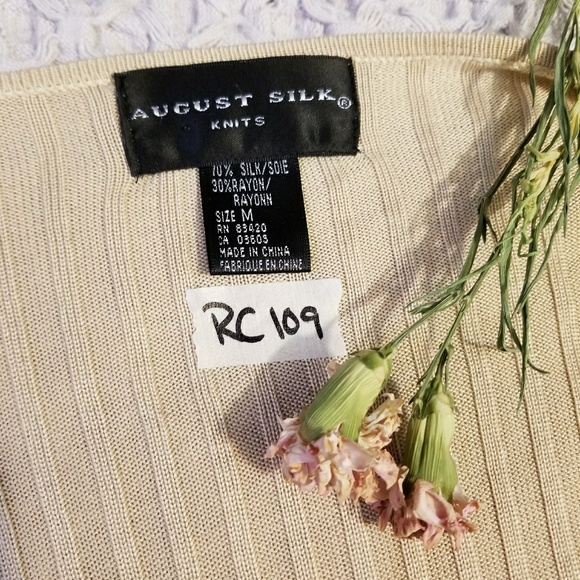 AUGUST SILK®
KNITS
70% SILK/SOIE
30%RAYON/
RAYONN
SIZE M
RN 83420
CA 03603
MADE IN CHINA
FABRIQUE EN CHINE
RC 109